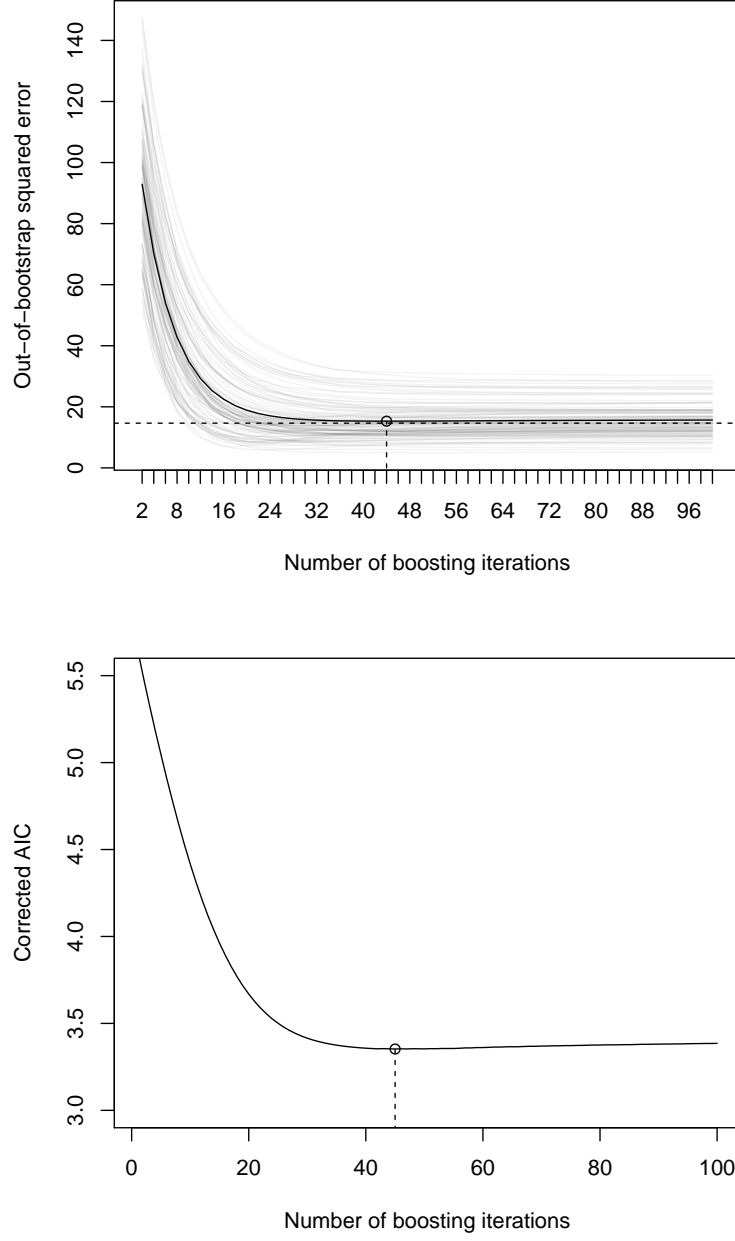 Out−of−bootstrap squared error
140
120
100
80
60
40
20
0
2 8 16 24 32 40 48 56 64 72 80 88 96
Number of boosting iterations
Corrected AIC
5.5
5.0
4.5
4.0
3.5
3.0
0 20 40 60 80 100
Number of boosting iterations